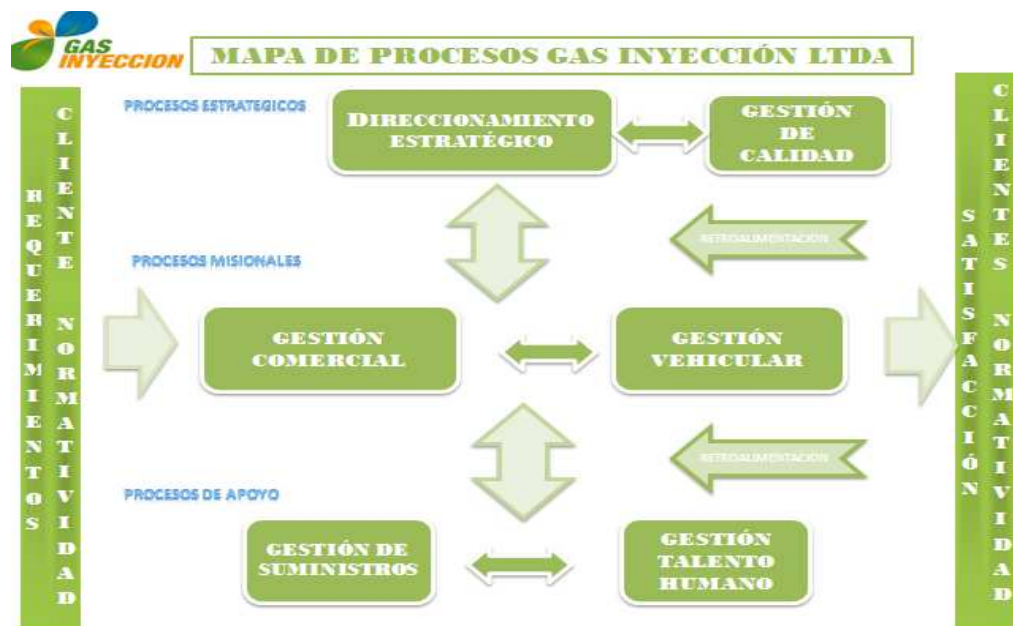 GAS
INYECCION
MAPA DE PROCESOS GAS INYECCIÓN LTDA
REQUERIMIENTOS
CLIENTE NORMATIVIDAD
PROCESOS ESTRATEGICOS
DIRECCIONAMIENTO
ESTRATÉGICO
GESTIÓN
DE
CALIDAD
RETROALIMENTACION
PROCESOS MISIONALES
GESTIÓN
COMERCIAL
GESTIÓN
VEHICULAR
RETROALIMENTACION
PROCESOS DE APOYO
GESTIÓN DE
SUMINISTROS
GESTIÓN
TALENTO
HUMANO
SATISFACCIÓN
CLIENTES NORMATIVIDAD